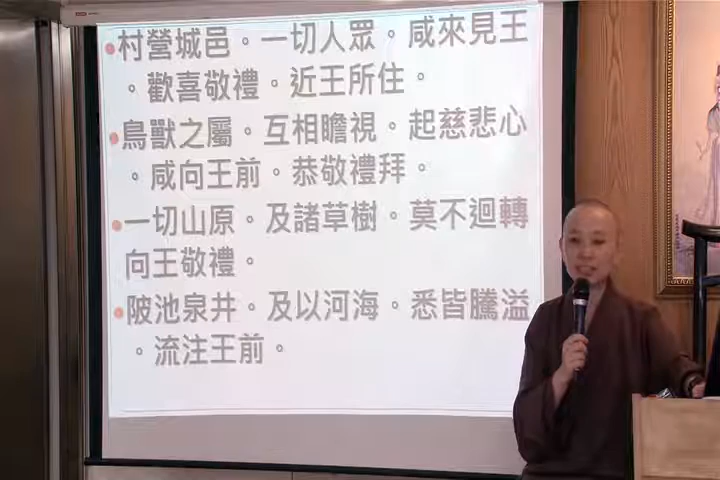 村營城邑。一切人眾。咸來見王
。歡喜敬禮。近王所住。
鳥獸之屬。互相瞻視。起慈悲心
。咸向王前。恭敬禮拜。
一切山原。及諸草樹。莫不迴轉
向王敬禮。
陂池泉井。及以河海。悉皆騰溢
。流注王前。